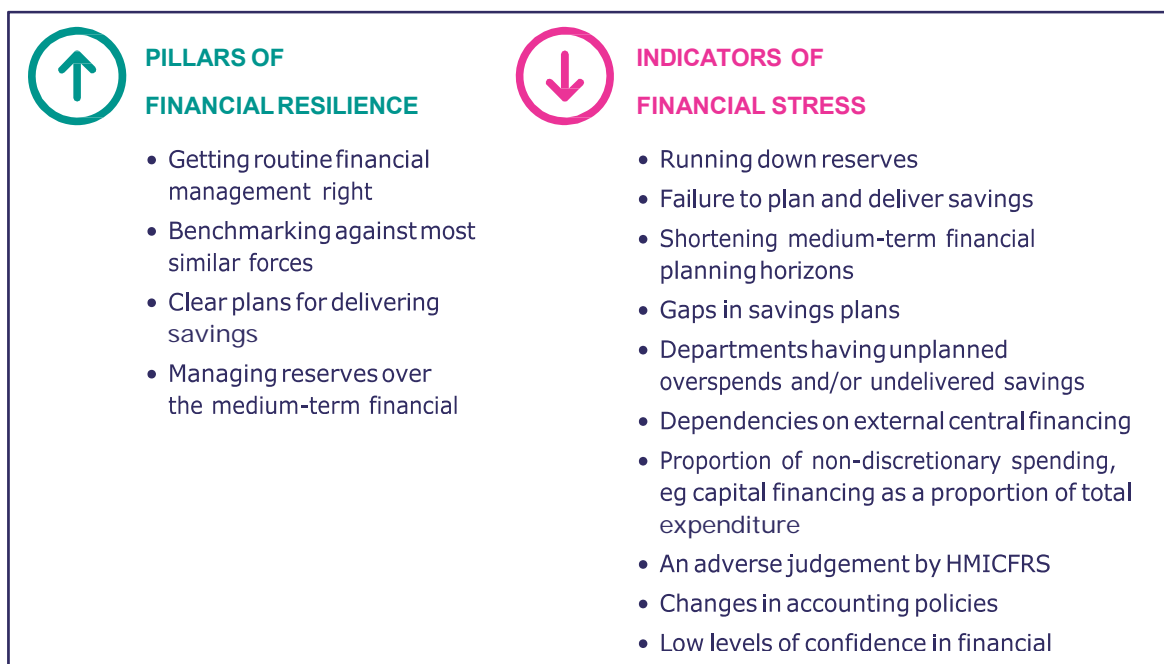 PILLARS OF
FINANCIAL RESILIENCE
• Getting routine financial
management right
• Benchmarking against most
similar forces
• Clear plans for delivering
savings
• Managing reserves over
the medium-term financial
INDICATORS OF
FINANCIAL STRESS
• Running down reserves
• Failure to plan and deliver savings
• Shortening medium-term financial
planning horizons
• Gaps in savings plans
• Departments having unplanned
overspends and/or undelivered savings
• Dependencies on external central financing
• Proportion of non-discretionary spending,
eg capital financing as a proportion of total
expenditure
• An adverse judgement by HMICFRS
• Changes in accounting policies
• Low levels of confidence in financial